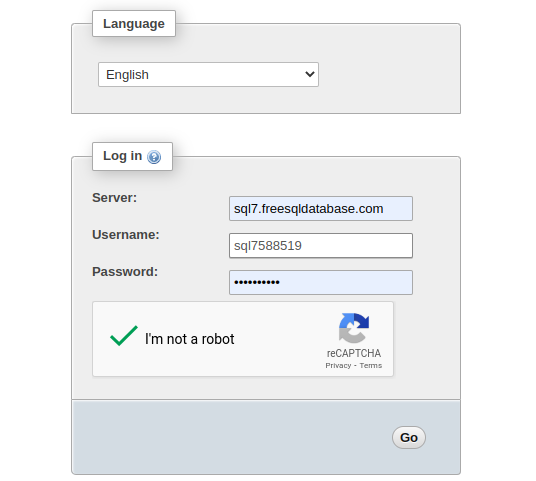 Language
English
Log in
Server:
sql7.freesqldatabase.com
Username:
sql7588519
Password:
••••••••••
I'm not a robot
reCAPTCHA
Privacy - Terms
Go